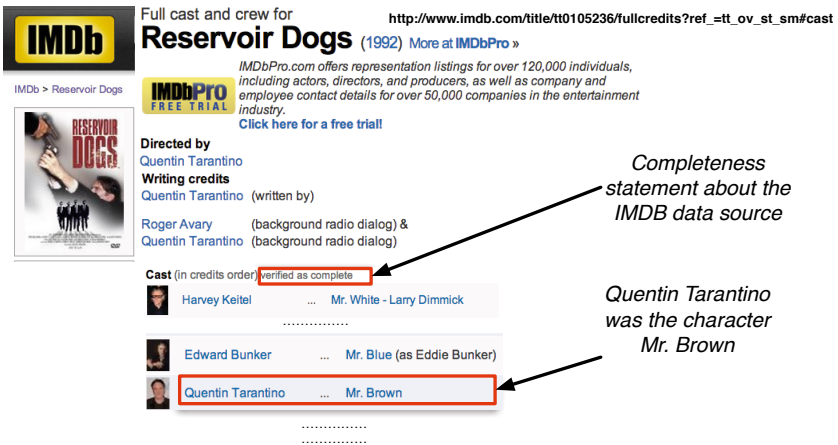 Full cast and crew for
http://www.imdb.com/title/tt0105236/fullcredits?ref_=tt_ov_st_sm#cast
IMDb
Reservoir Dogs (1992) More at IMDbPro »
IMDbPro.com offers representation listings for over 120,000 individuals,
including actors, directors, and producers, as well as company and
employee contact details for over 50,000 companies in the entertainment
industry.
Click here for a free trial!
IMDbPro
FREE TRIAL
IMDb > Reservoir Dogs
RESERVOIR
DOGS
Directed by
Quentin Tarantino
Writing credits
Quentin Tarantino (written by)
Roger Avary (background radio dialog) &
Quentin Tarantino (background radio dialog)
Completeness
statement about the
IMDB data source
Cast (in credits order) verified as complete
Harvey Keitel ... Mr. White - Larry Dimmick
...............
Edward Bunker ... Mr. Blue (as Eddie Bunker)
Quentin Tarantino ... Mr. Brown
...............
...............
Quentin Tarantino
was the character
Mr. Brown